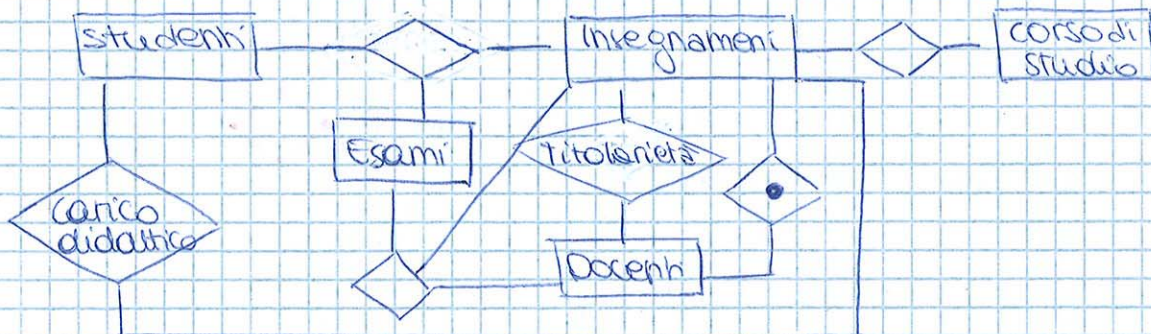 studenti
Insegnamenti
corso di
studio
Esami
Titolarietà
carico
didattico
Docenti